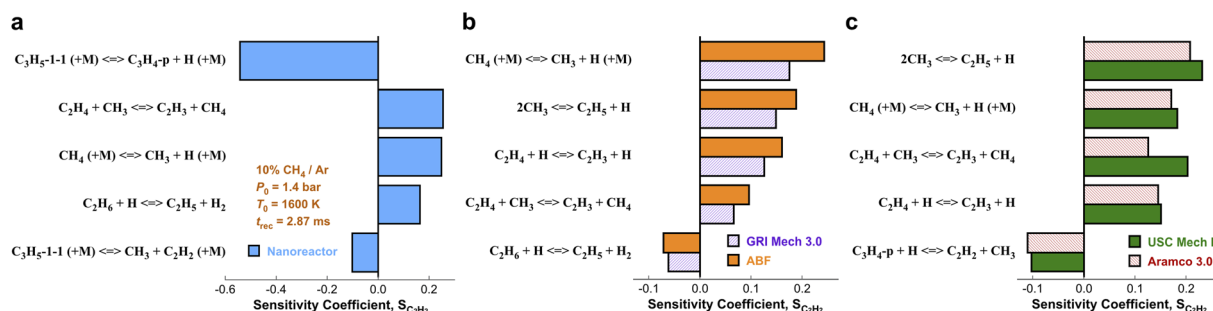 a
C₃H₅-1-1 (+M) <=> C₃H₄-p + H (+M)
C₂H₄ + CH₃ <=> C₂H₃ + CH₄
CH₄ (+M) <=> CH₃ + H (+M)
C₂H₆ + H <=> C₂H₅ + H₂
C₃H₅-1-1 (+M) <=> CH₃ + C₂H₂ (+M)
10% CH₄ / Ar
P₀ = 1.4 bar
T₀ = 1600 K
t_rec = 2.87 ms
Nanoreactor
-0.6 -0.4 -0.2 0.0 0.2
Sensitivity Coefficient, S_C₂H₂
b
CH₄ (+M) <=> CH₃ + H (+M)
2CH₃ <=> C₂H₅ + H
C₂H₄ + H <=> C₂H₃ + H
C₂H₄ + CH₃ <=> C₂H₃ + CH₄
C₂H₆ + H <=> C₂H₅ + H₂
GRI Mech 3.0
ABF
-0.1 0.0 0.1 0.2
Sensitivity Coefficient, S_C₂H₂
c
2CH₃ <=> C₂H₅ + H
CH₄ (+M) <=> CH₃ + H (+M)
C₂H₄ + CH₃ <=> C₂H₃ + CH₄
C₂H₄ + H <=> C₂H₃ + H
C₃H₄-p + H <=> C₂H₂ + CH₃
USC Mech
Aramco 3.0
-0.1 0.0 0.1 0.2
Sensitivity Coefficient, S_C₂H₂